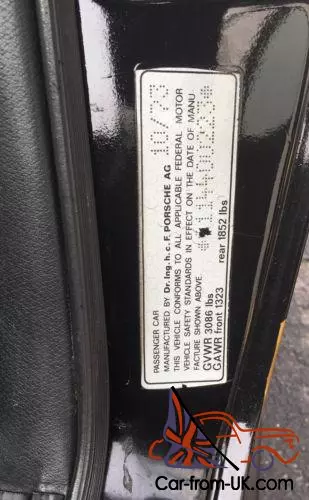 PASSENGER CAR
MANUFACTURED BY Dr. Ing. h. c. F. PORSCHE AG 10/73
THIS VEHICLE CONFORMS TO ALL APPLICABLE FEDERAL MOTOR
VEHICLE SAFETY STANDARDS IN EFFECT ON THE DATE OF MANU-
FACTURE SHOWN ABOVE.
GVWR 3086 lbs
GAWR front 1323 rear 1852 lbs
Car-from-UK.com